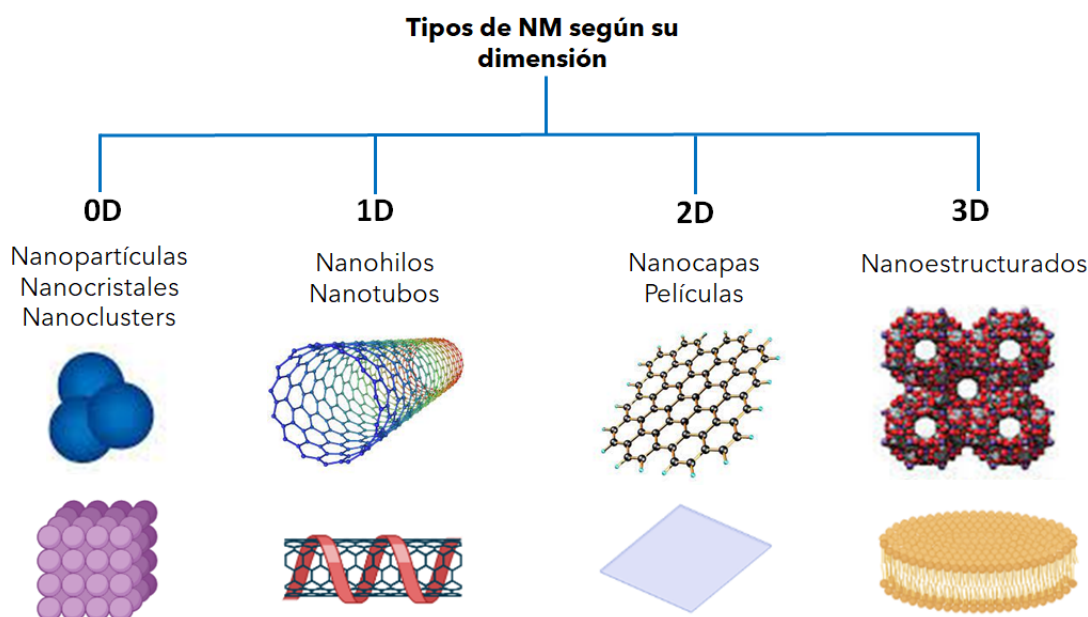 Tipos de NM según su
dimensión
0D
1D
2D
3D
Nanopartículas
Nanocristales
Nanoclusters
Nanohilos
Nanotubos
Nanocapas
Películas
Nanoestructurados